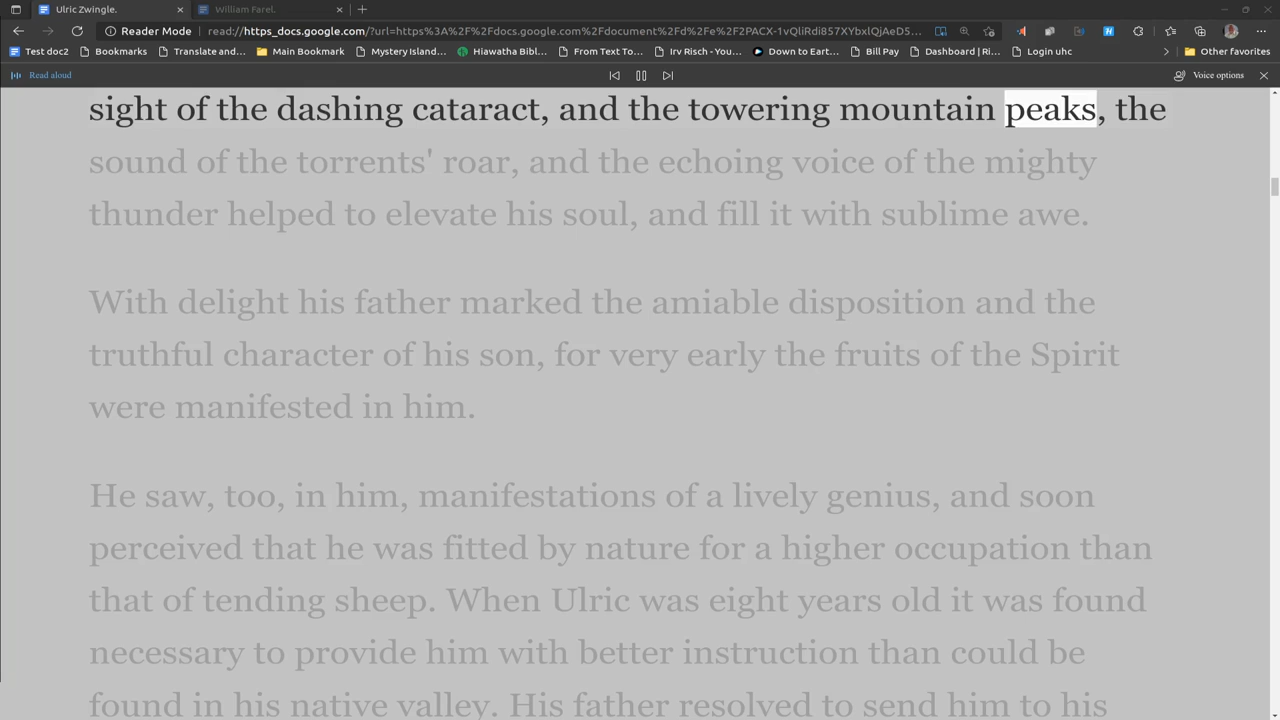 Ulric Zwingle.
William Farel.
Reader Mode
read://https_docs.google.com/?url=https%3A%2F%2Fdocs.google.com%2Fdocument%2Fd%2Fe%2F2PACX-1vQliRdi857XYbxlQJAeD5...
Test doc2 Bookmarks Translate and... Main Bookmark Mystery Island... Hiawatha Bibl... From Text To... Irv Risch - You... Down to Eart... Bill Pay Dashboard | Ri... Login uhc Other favorites
Read aloud Voice options
sight of the dashing cataract, and the towering mountain peaks, the
sound of the torrents' roar, and the echoing voice of the mighty
thunder helped to elevate his soul, and fill it with sublime awe.
With delight his father marked the amiable disposition and the
truthful character of his son, for very early the fruits of the Spirit
were manifested in him.
He saw, too, in him, manifestations of a lively genius, and soon
perceived that he was fitted by nature for a higher occupation than
that of tending sheep. When Ulric was eight years old it was found
necessary to provide him with better instruction than could be
found in his native valley. His father resolved to send him to his